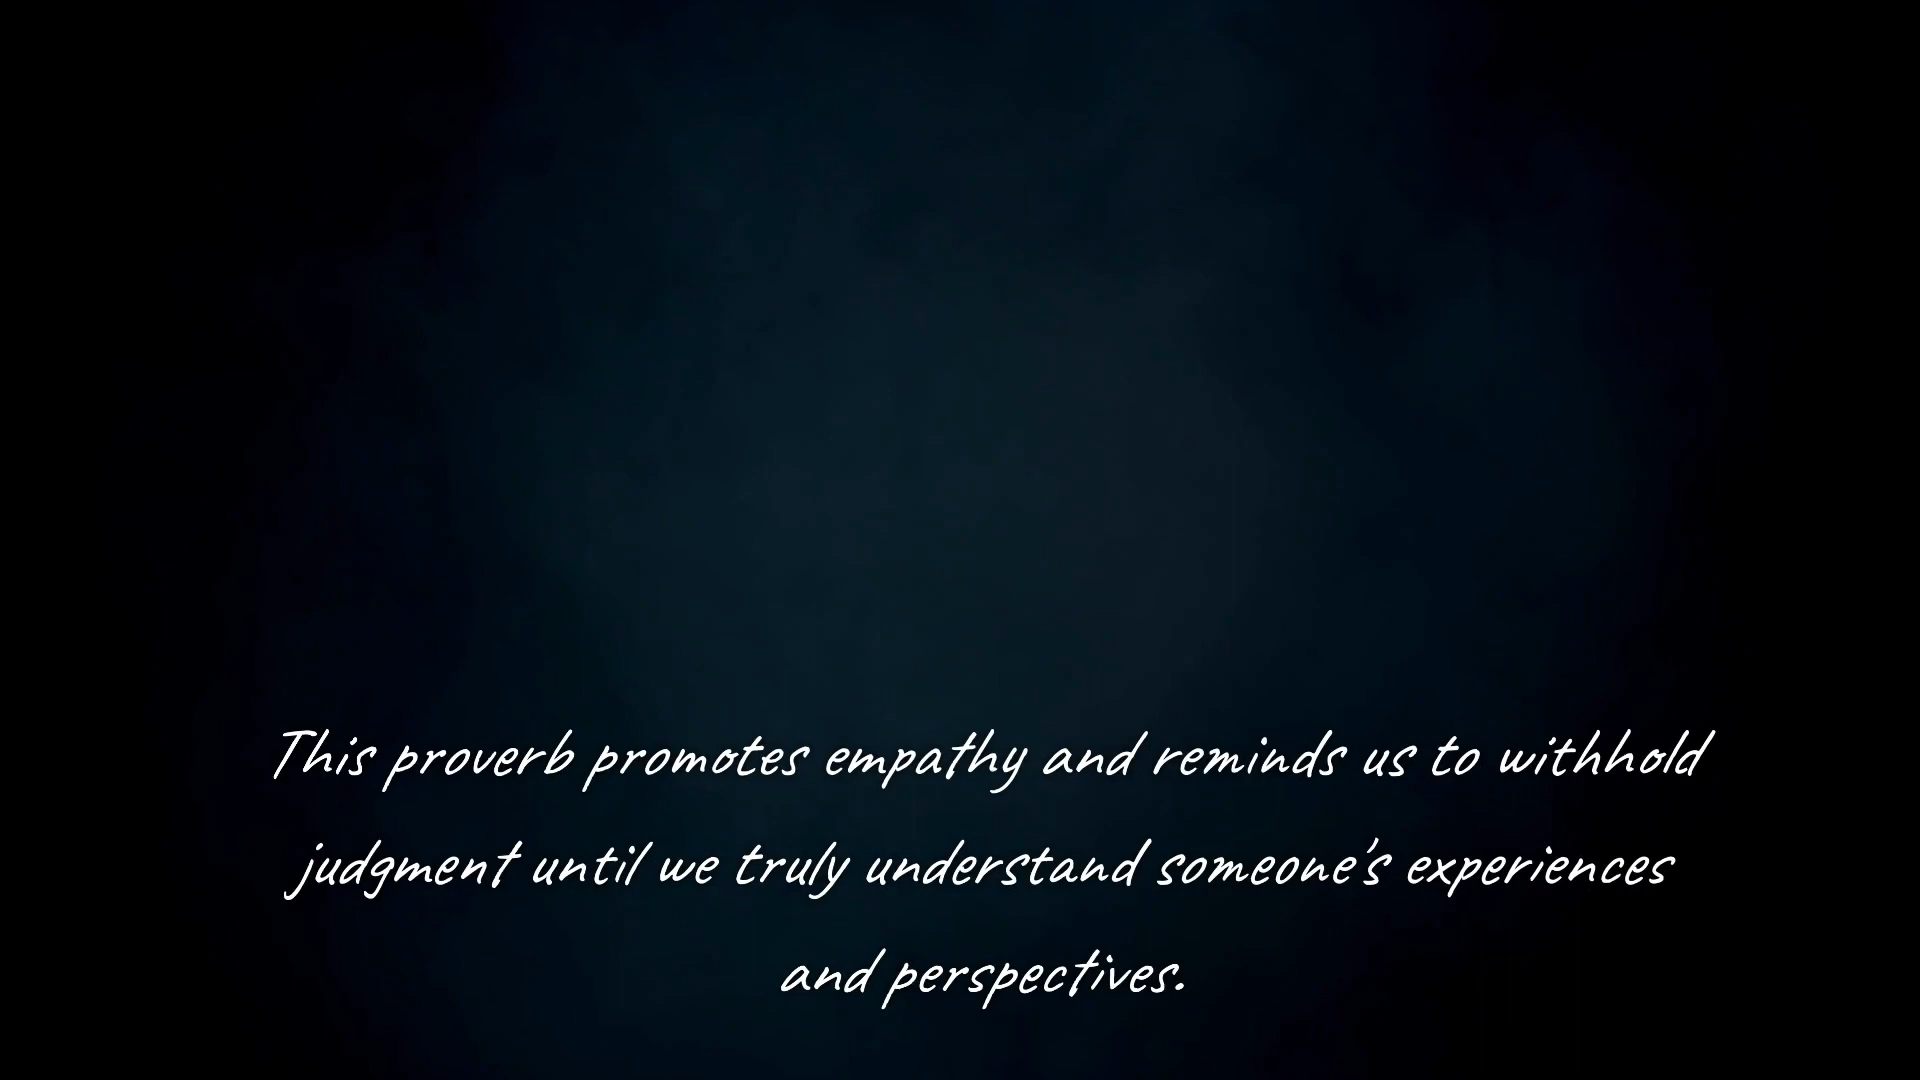 This proverb promotes empathy and reminds us to withhold
judgment until we truly understand someone's experiences
and perspectives.